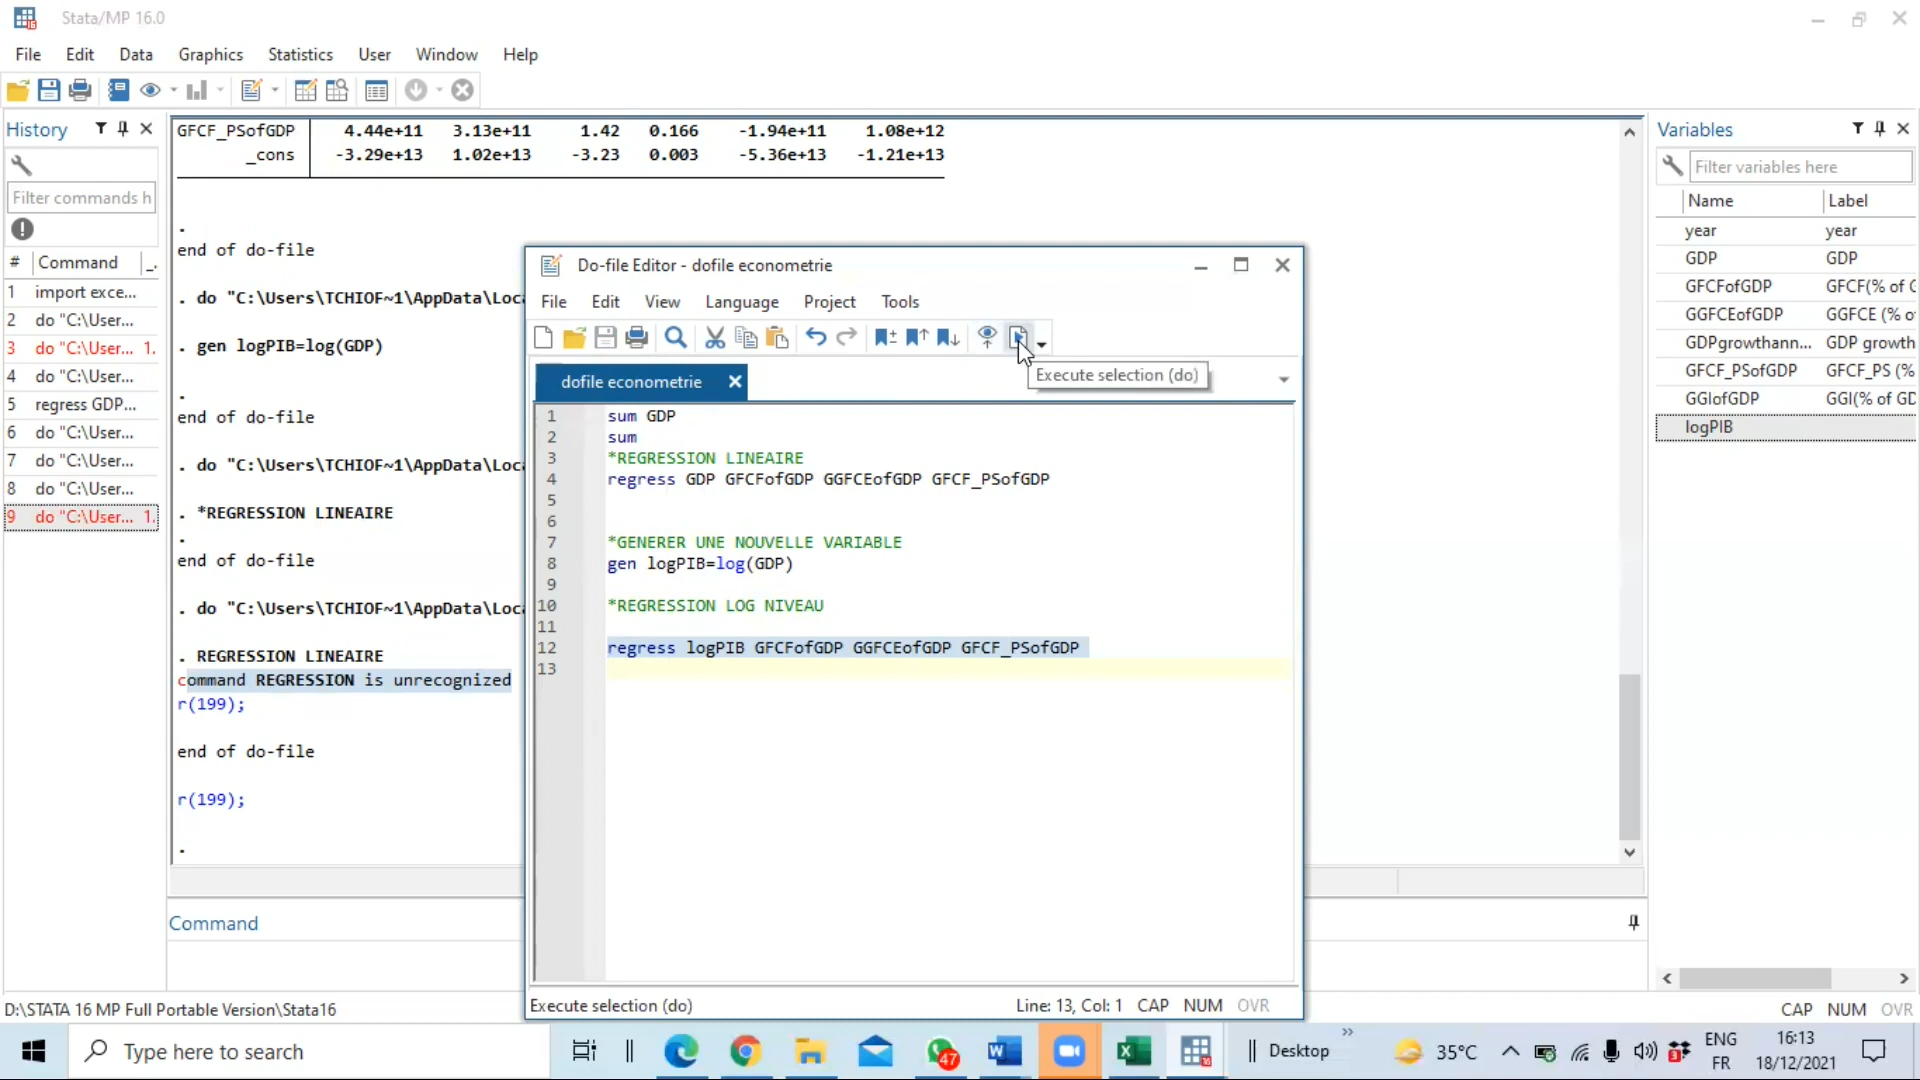 Stata/MP 16.0
File Edit Data Graphics Statistics User Window Help
History
Filter commands h
# Command _.
1 import exce...
2 do "C:\User...
3 do "C:\User... 1.
4 do "C:\User...
5 regress GDP...
6 do "C:\User...
7 do "C:\User...
8 do "C:\User...
9 do "C:\User... 1.
GFCF_PSofGDP 4.44e+11 3.13e+11 1.42 0.166 -1.94e+11 1.08e+12
_cons -3.29e+13 1.02e+13 -3.23 0.003 -5.36e+13 -1.21e+13
.
end of do-file
. do "C:\Users\TCHIOF~1\AppData\Loca
. gen logPIB=log(GDP)
.
end of do-file
. do "C:\Users\TCHIOF~1\AppData\Loca
. *REGRESSION LINEAIRE
.
end of do-file
. do "C:\Users\TCHIOF~1\AppData\Loca
. REGRESSION LINEAIRE
command REGRESSION is unrecognized
r(199);
end of do-file
r(199);
.
Command
Do-file Editor - dofile econometrie
File Edit View Language Project Tools
Execute selection (do)
dofile econometrie
1 sum GDP
2 sum
3 *REGRESSION LINEAIRE
4 regress GDP GFCFofGDP GGFCEofGDP GFCF_PSofGDP
5
6
7 *GENERER UNE NOUVELLE VARIABLE
8 gen logPIB=log(GDP)
9
10 *REGRESSION LOG NIVEAU
11
12 regress logPIB GFCFofGDP GGFCEofGDP GFCF_PSofGDP
13
Execute selection (do) Line: 13, Col: 1 CAP NUM OVR
Variables
Filter variables here
Name Label
year year
GDP GDP
GFCFofGDP GFCF(% of G
GGFCEofGDP GGFCE (% o
GDPgrowthann... GDP growth
GFCF_PSofGDP GFCF_PS (%
GGIofGDP GGI(% of GD
logPIB
D:\STATA 16 MP Full Portable Version\Stata16
CAP NUM OVR
Type here to search
47
Desktop
35°C
3
ENG
FR
16:13
18/12/2021